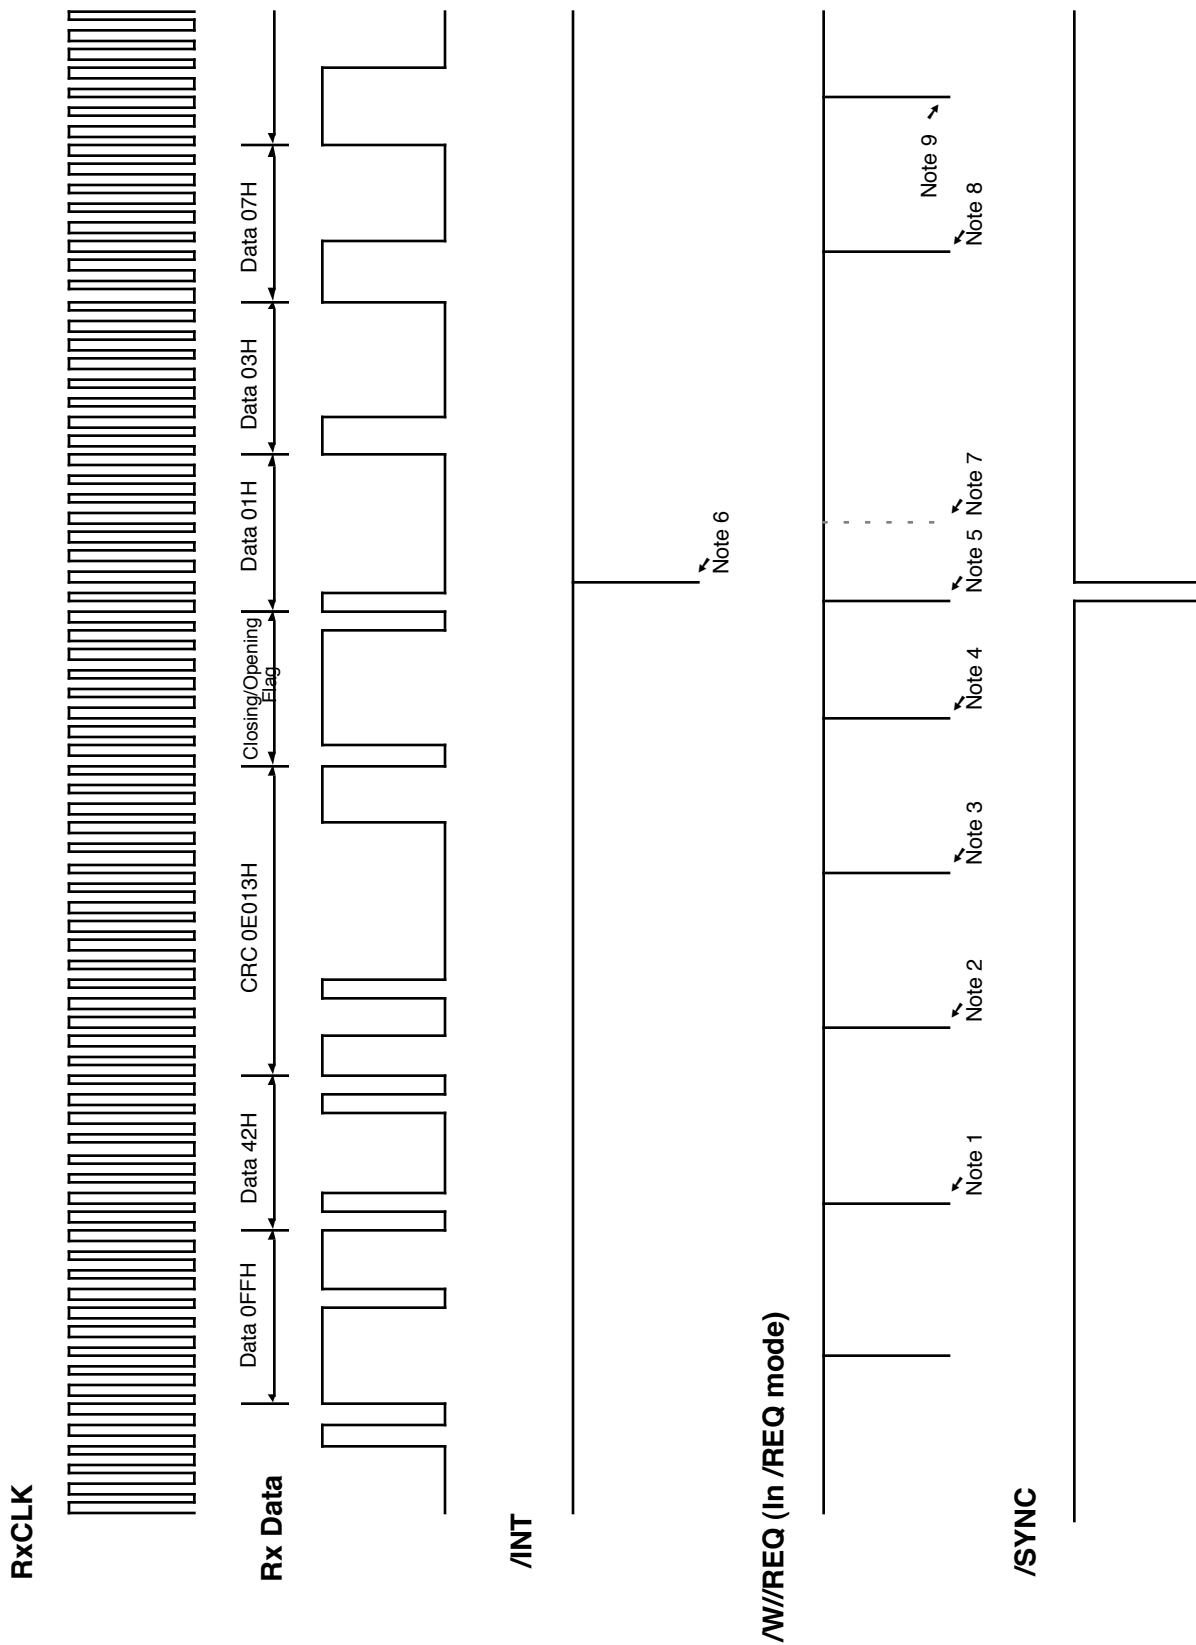 RxCLK
Data 0FFH
Data 42H
CRC 0E013H
Closing/Opening
Flag
Data 01H
Data 03H
Data 07H
Rx Data
/INT
Note 6
/W//REQ (In /REQ mode)
Note 1
Note 2
Note 3
Note 4
Note 5
Note 7
Note 8
Note 9
/SYNC